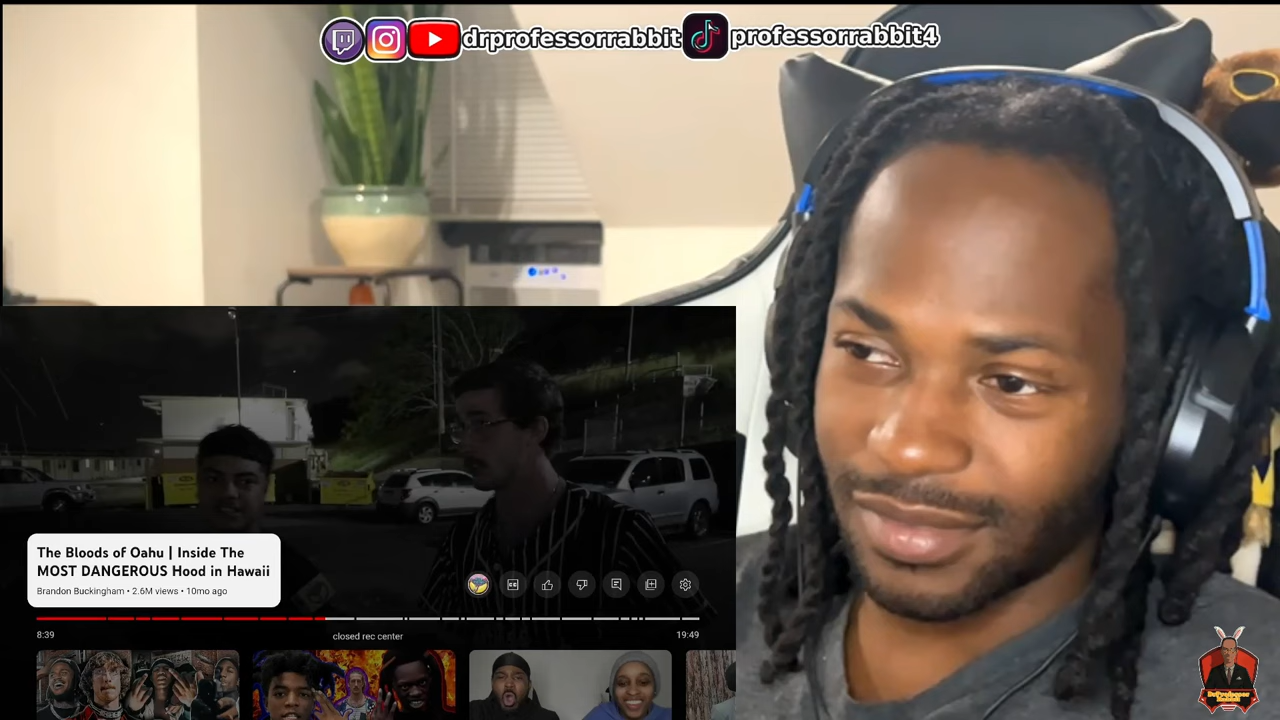 drprofessorrabbit professorrabbit4
The Bloods of Oahu | Inside The
MOST DANGEROUS Hood in Hawaii
Brandon Buckingham • 2.6M views • 10mo ago
CC
8:39
closed rec center
19:49